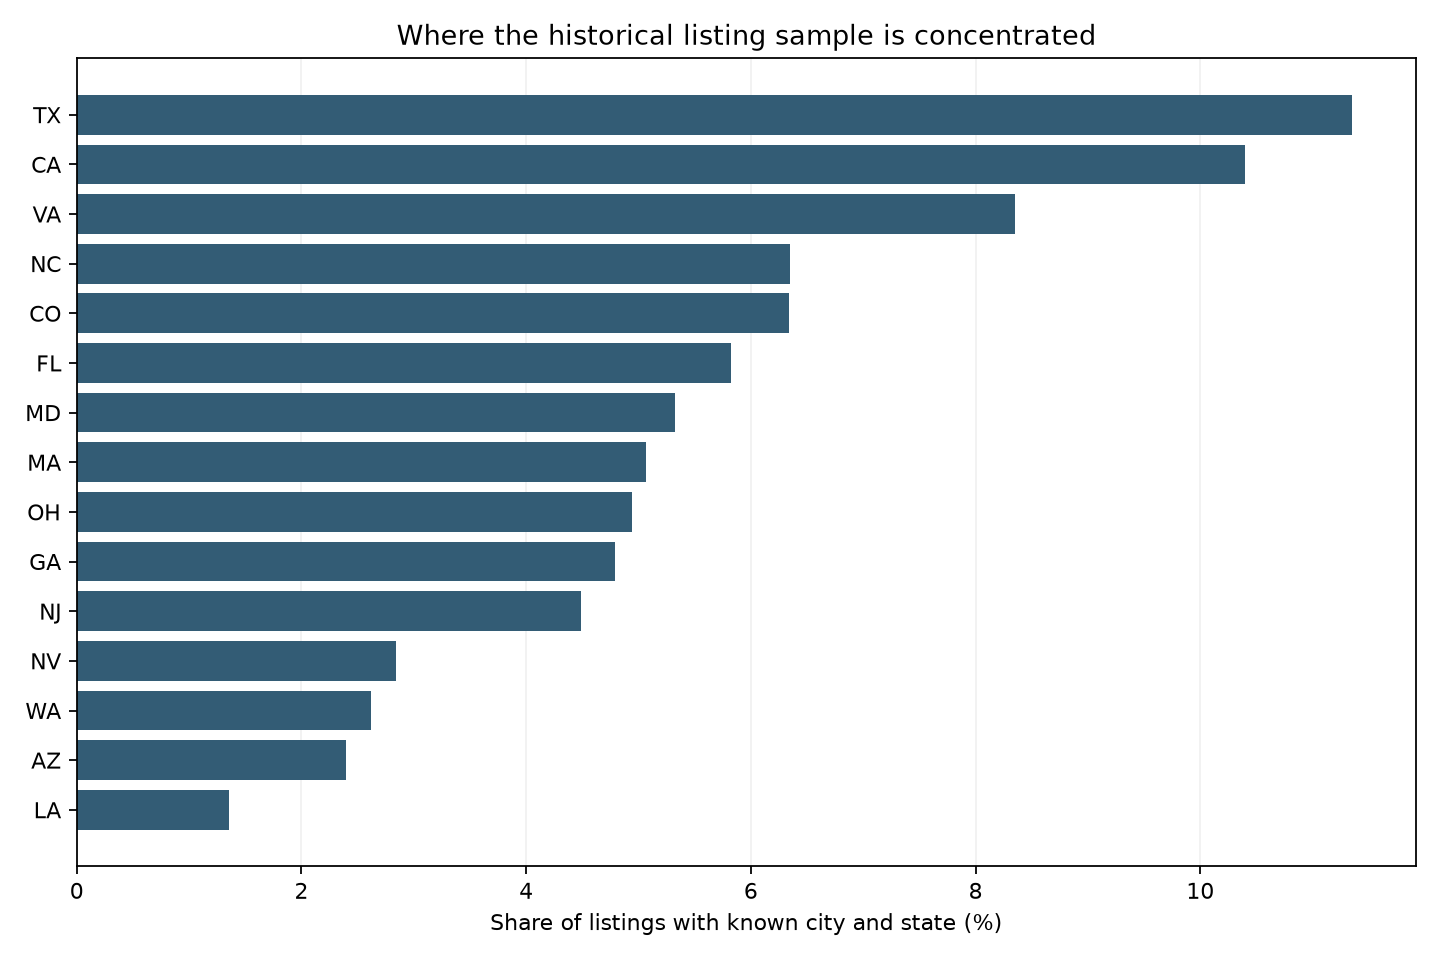 Where the historical listing sample is concentrated
TX
CA
VA
NC
CO
FL
MD
MA
OH
GA
NJ
NV
WA
AZ
LA
0 2 4 6 8 10
Share of listings with known city and state (%)